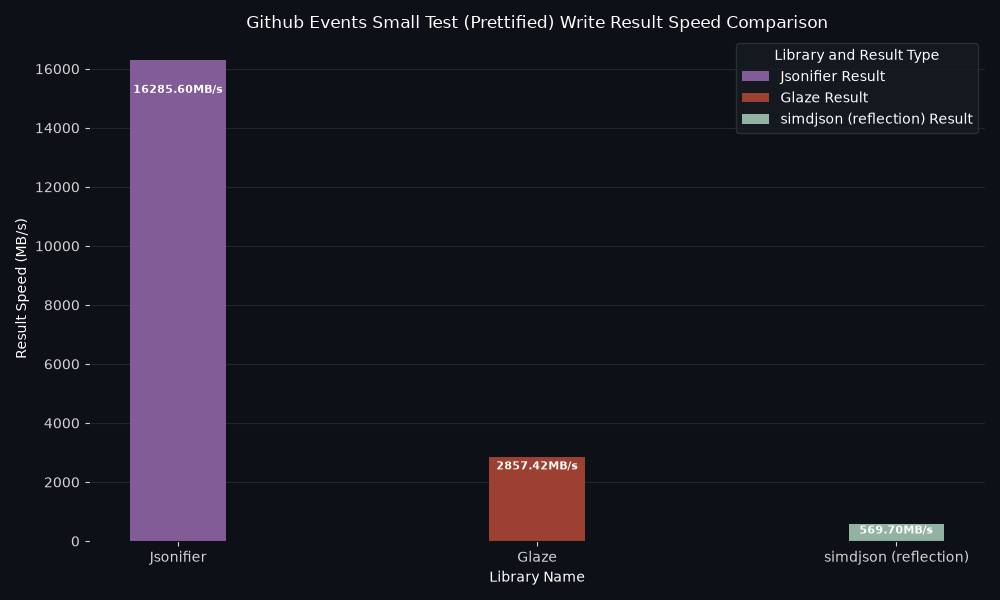 Github Events Small Test (Prettified) Write Result Speed Comparison
Library and Result Type
Jsonifier Result
Glaze Result
simdjson (reflection) Result
Result Speed (MB/s)
16000
14000
12000
10000
8000
6000
4000
2000
0
16285.60MB/s
2857.42MB/s
569.70MB/s
Jsonifier
Glaze
simdjson (reflection)
Library Name